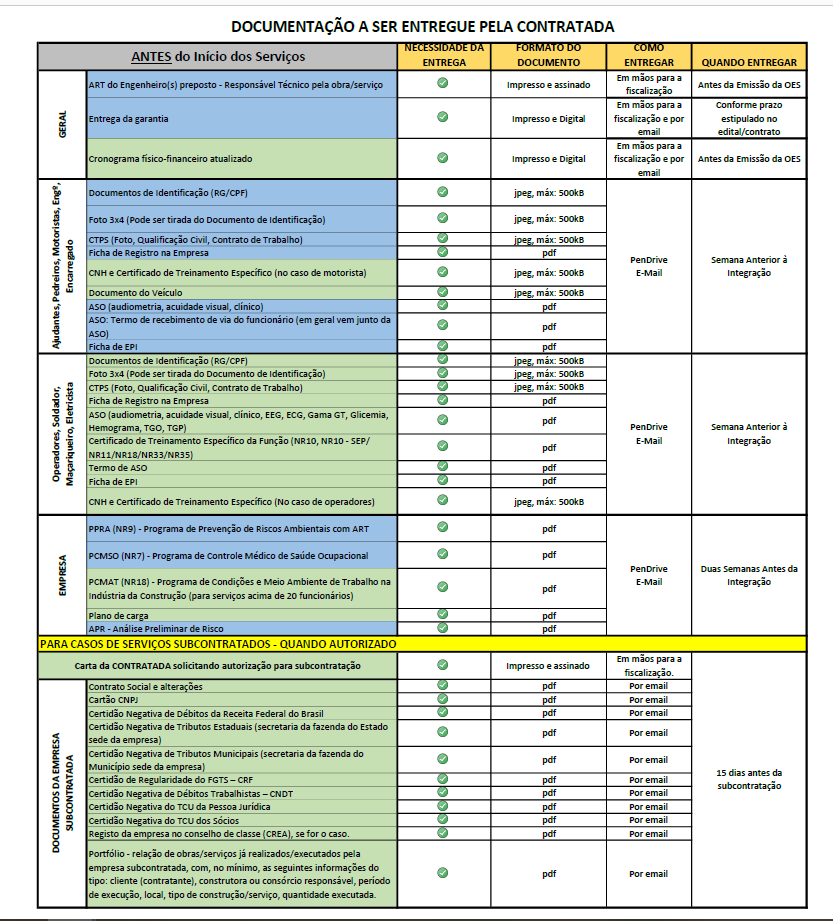 DOCUMENTAÇÃO A SER ENTREGUE PELA CONTRATADA
ANTES do Início dos Serviços
NECESSIDADE DA
ENTREGA
FORMATO DO
DOCUMENTO
COMO
ENTREGAR
QUANDO ENTREGAR
GERAL
ART do Engenheiro(s) preposto - Responsável Técnico pela obra/serviço
Impresso e assinado
Em mãos para a
fiscalização
Antes da Emissão da OES
Entrega da garantia
Impresso e Digital
Em mãos para a
fiscalização e por
email
Conforme prazo
estipulado no
edital/contrato
Cronograma físico-financeiro atualizado
Impresso e Digital
Em mãos para a
fiscalização e por
email
Antes da Emissão da OES
Ajudantes, Pedreiros, Motoristas, Engº,
Encarregado
Documentos de Identificação (RG/CPF)
jpeg, máx: 500kB
Foto 3x4 (Pode ser tirada do Documento de Identificação)
jpeg, máx: 500kB
CTPS (Foto, Qualificação Civil, Contrato de Trabalho)
jpeg, máx: 500kB
Ficha de Registro na Empresa
pdf
CNH e Certificado de Treinamento Específico (no caso de motorista)
jpeg, máx: 500kB
Documento do Veículo
jpeg, máx: 500kB
ASO (audiometria, acuidade visual, clínico)
pdf
ASO: Termo de recebimento de via do funcionário (em geral vem junto da
ASO)
pdf
Ficha de EPI
pdf
PenDrive
E-Mail
Semana Anterior à
Integração
Operadores, Soldador,
Maçariqueiro, Eletricista
Documentos de Identificação (RG/CPF)
jpeg, máx: 500kB
Foto 3x4 (Pode ser tirada do Documento de Identificação)
jpeg, máx: 500kB
CTPS (Foto, Qualificação Civil, Contrato de Trabalho)
jpeg, máx: 500kB
Ficha de Registro na Empresa
pdf
ASO (audiometria, acuidade visual, clínico, EEG, ECG, Gama GT, Glicemia,
Hemograma, TGO, TGP)
pdf
Certificado de Treinamento Específico da Função (NR10, NR10 - SEP/
NR11/NR18/NR33/NR35)
pdf
Termo de ASO
pdf
Ficha de EPI
pdf
CNH e Certificado de Treinamento Específico (No caso de operadores)
jpeg, máx: 500kB
PenDrive
E-Mail
Semana Anterior à
Integração
EMPRESA
PPRA (NR9) - Programa de Prevenção de Riscos Ambientais com ART
pdf
PCMSO (NR7) - Programa de Controle Médico de Saúde Ocupacional
pdf
PCMAT (NR18) - Programa de Condições e Meio Ambiente de Trabalho na
Indústria da Construção (para serviços acima de 20 funcionários)
pdf
Plano de carga
pdf
APR - Análise Preliminar de Risco
pdf
PenDrive
E-Mail
Duas Semanas Antes da
Integração
PARA CASOS DE SERVIÇOS SUBCONTRATADOS - QUANDO AUTORIZADO
Carta da CONTRATADA solicitando autorização para subcontratação
Impresso e assinado
Em mãos para a
fiscalização.
DOCUMENTOS DA EMPRESA
SUBCONTRATADA
Contrato Social e alterações
pdf
Por email
Cartão CNPJ
pdf
Por email
Certidão Negativa de Débitos da Receita Federal do Brasil
pdf
Por email
Certidão Negativa de Tributos Estaduais (secretaria da fazenda do Estado
sede da empresa)
pdf
Por email
Certidão Negativa de Tributos Municipais (secretaria da fazenda do
Município sede da empresa)
pdf
Por email
Certidão de Regularidade do FGTS – CRF
pdf
Por email
Certidão Negativa de Débitos Trabalhistas – CNDT
pdf
Por email
Certidão Negativa do TCU da Pessoa Jurídica
pdf
Por email
Certidão Negativa do TCU dos Sócios
pdf
Por email
Registo da empresa no conselho de classe (CREA), se for o caso.
pdf
Por email
Portfólio - relação de obras/serviços já realizados/executados pela
empresa subcontratada, com, no mínimo, as seguintes informações do
tipo: cliente (contratante), construtora ou consórcio responsável, período
de execução, local, tipo de construção/serviço, quantidade executada.
pdf
Por email
15 dias antes da
subcontratação